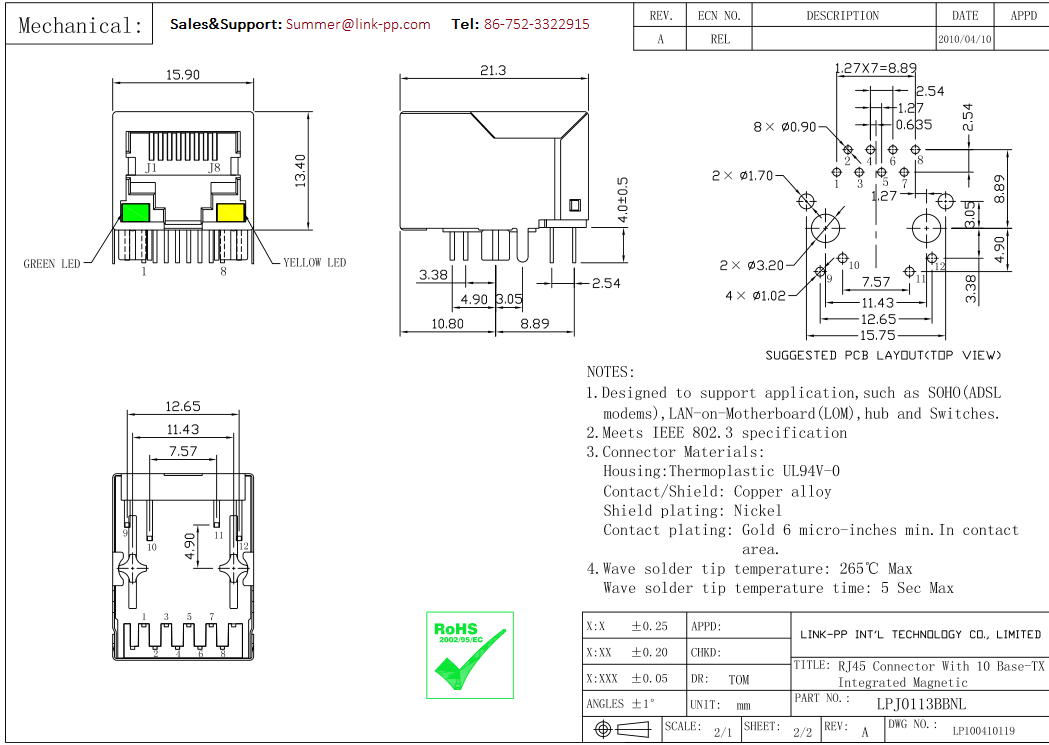 Mechanical:
Sales&Support: Summer@link-pp.com Tel: 86-752-3322915
REV. ECN NO. DESCRIPTION DATE APPD
A REL 2010/04/10
15.90
13.40
J1 J8
GREEN LED
YELLOW LED
1 8
21.3
4.0±0.5
3.38
2.54
4.90 3.05
10.80 8.89
1.27X7=8.89
2.54
1.27
0.635
2.54
8× Ø0.90
2 4 6 8
1 3 5 7
2× Ø1.70
1.27
3.05
8.89
4.90
3.38
2× Ø3.20
10 12
9 11
4× Ø1.02
7.57
11.43
12.65
15.75
SUGGESTED PCB LAYOUT(TOP VIEW)
12.65
11.43
7.57
9 11
10 12
4.90
1 3 5 7
2 4 6 8
NOTES:
1.Designed to support application,such as SOHO(ADSL
modems),LAN-on-Motherboard(LOM),hub and Switches.
2.Meets IEEE 802.3 specification
3.Connector Materials:
Housing:Thermoplastic UL94V-0
Contact/Shield: Copper alloy
Shield plating: Nickel
Contact plating: Gold 6 micro-inches min.In contact
area.
4.Wave solder tip temperature: 265℃ Max
Wave solder tip temperature time: 5 Sec Max
RoHS
2002/95/EC
X:X ±0.25 APPD:
X:XX ±0.20 CHKD:
X:XXX ±0.05 DR: TOM
ANGLES ±1° UNIT: mm
LINK-PP INT'L TECHNOLOGY CO., LIMITED
TITLE: RJ45 Connector With 10 Base-TX
Integrated Magnetic
PART NO.: LPJ0113BBNL
SCALE: 2/1 SHEET: 2/2 REV: A DWG NO.: LP100410119